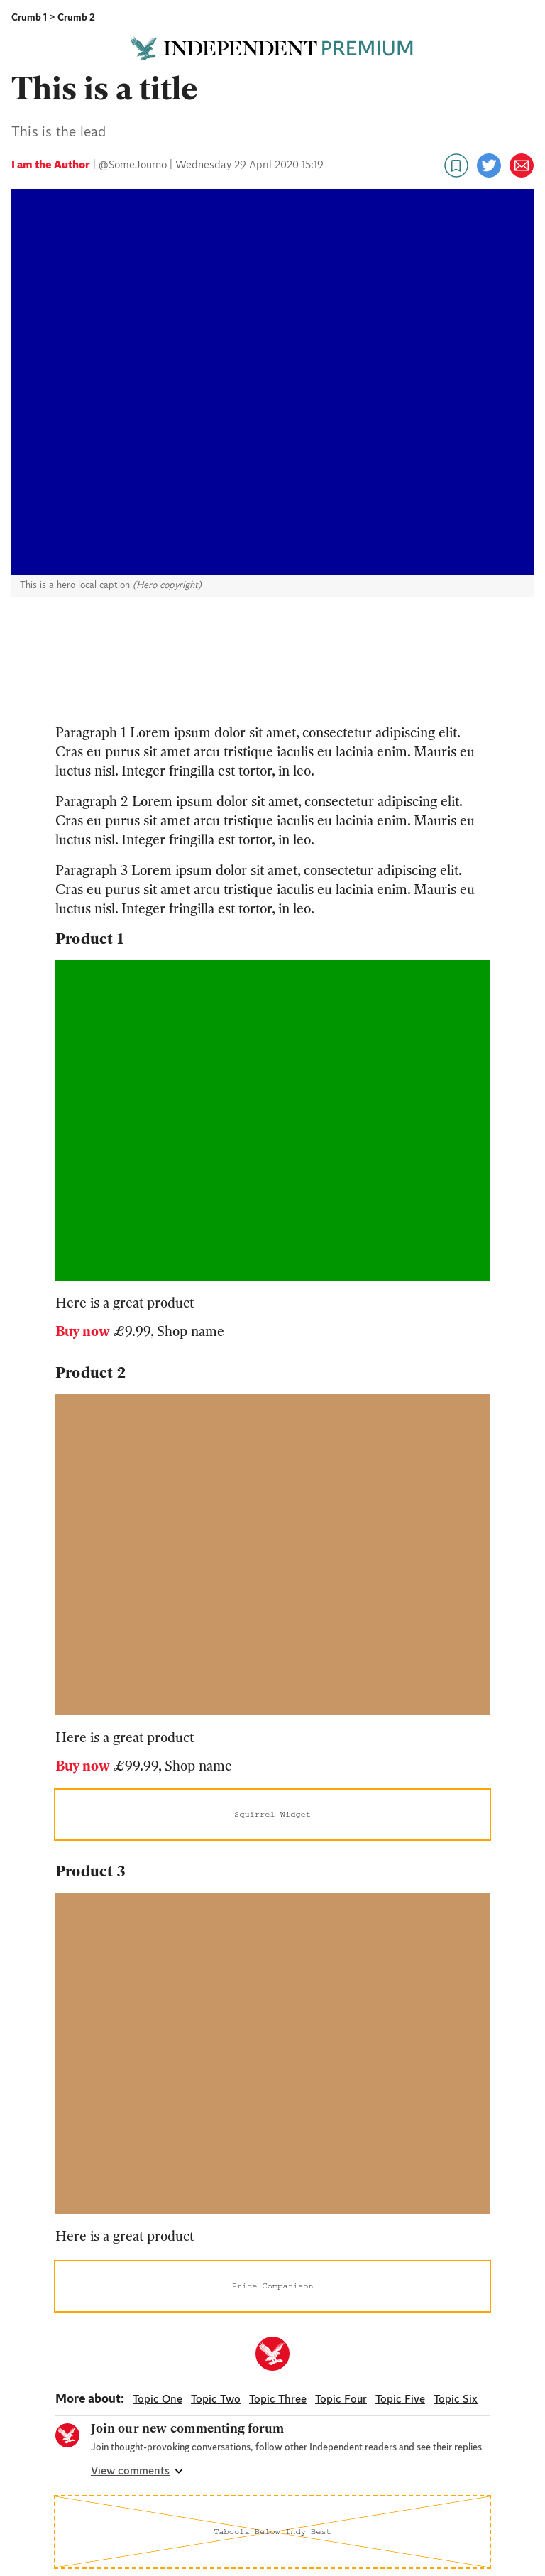 Crumb 1 > Crumb 2
INDEPENDENT PREMIUM
This is a title
This is the lead
I am the Author | @SomeJourno | Wednesday 29 April 2020 15:19
This is a hero local caption (Hero copyright)
Paragraph 1 Lorem ipsum dolor sit amet, consectetur adipiscing elit.
Cras eu purus sit amet arcu tristique iaculis eu lacinia enim. Mauris eu
luctus nisl. Integer fringilla est tortor, in leo.
Paragraph 2 Lorem ipsum dolor sit amet, consectetur adipiscing elit.
Cras eu purus sit amet arcu tristique iaculis eu lacinia enim. Mauris eu
luctus nisl. Integer fringilla est tortor, in leo.
Paragraph 3 Lorem ipsum dolor sit amet, consectetur adipiscing elit.
Cras eu purus sit amet arcu tristique iaculis eu lacinia enim. Mauris eu
luctus nisl. Integer fringilla est tortor, in leo.
Product 1
Here is a great product
Buy now £9.99, Shop name
Product 2
Here is a great product
Buy now £99.99, Shop name
Squirrel Widget
Product 3
Here is a great product
Price Comparison
More about: Topic One Topic Two Topic Three Topic Four Topic Five Topic Six
Join our new commenting forum
Join thought-provoking conversations, follow other Independent readers and see their replies
View comments
Taboola Below Indy Best